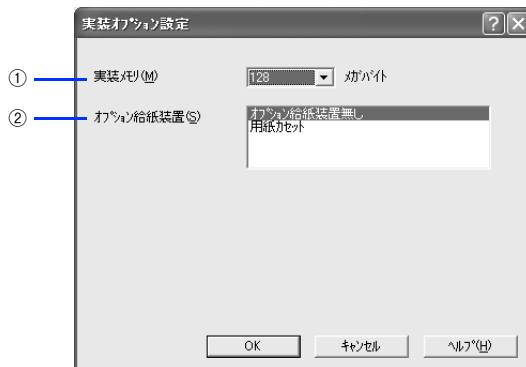 実装ｵﾌﾟｼｮﾝ設定
① 実装ﾒﾓﾘ(M) 128 ﾒｶﾞﾊﾞｲﾄ
② ｵﾌﾟｼｮﾝ給紙装置(S) ｵﾌﾟｼｮﾝ給紙装置無し
用紙ｶｾｯﾄ
OK ｷｬﾝｾﾙ ﾍﾙﾌﾟ(H)